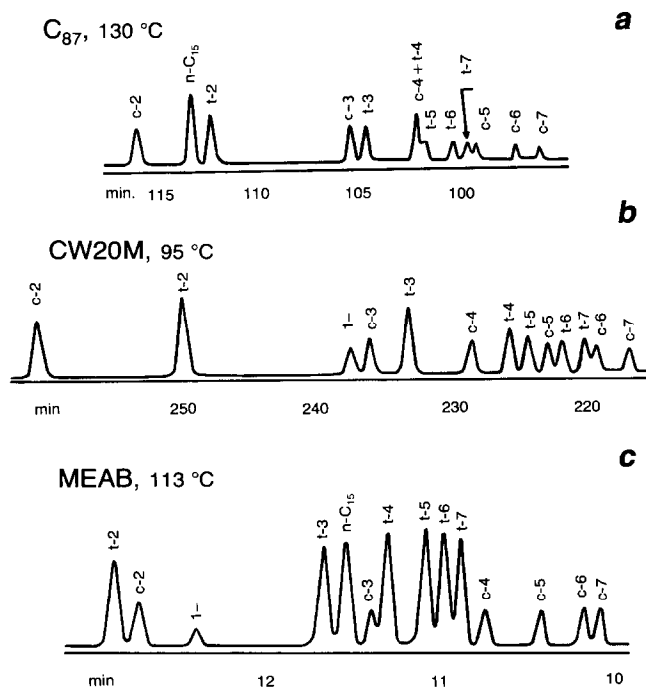 C87, 130 °C
a
c-2
n-C15
t-2
c-3
t-3
c-4 + t-4
t-5
t-6
t-7
c-5
c-6
c-7
min. 115 110 105 100
b
CW20M, 95 °C
c-2
t-2
1-
c-3
t-3
c-4
t-4
t-5
c-5
t-6
t-7
c-6
c-7
min 250 240 230 220
c
MEAB, 113 °C
t-2
c-2
1-
t-3
n-C15
c-3
t-4
t-5
t-6
t-7
c-4
c-5
c-6
c-7
min 12 11 10